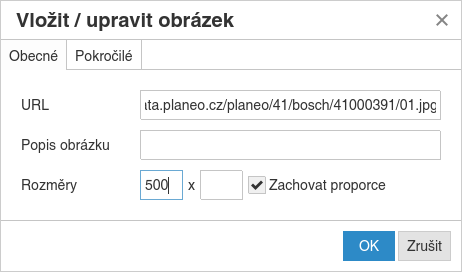 Vložit / upravit obrázek
Obecné Pokročilé
URL ata.planeo.cz/planeo/41/bosch/41000391/01.jpg
Popis obrázku
Rozměry 500 x Zachovat proporce
OK Zrušit